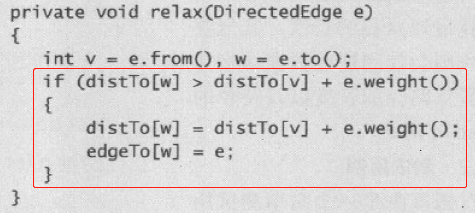 private void relax(DirectedEdge e)
{
    int v = e.from(), w = e.to();
    if (distTo[w] > distTo[v] + e.weight())
    {
        distTo[w] = distTo[v] + e.weight();
        edgeTo[w] = e;
    }
}